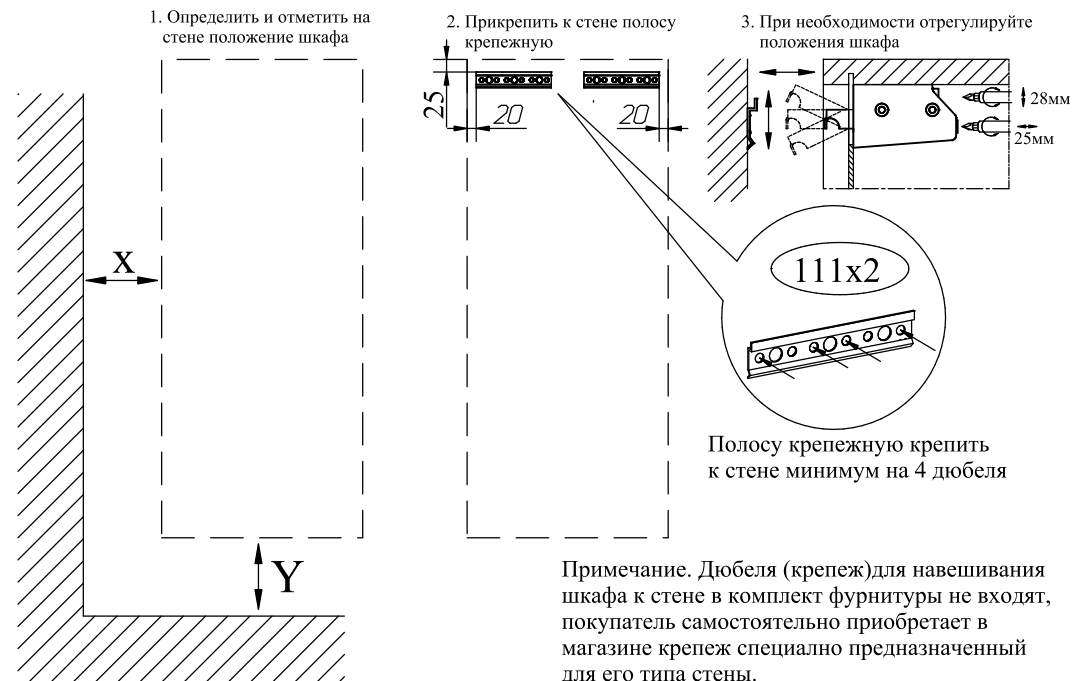 1. Определить и отметить на
стене положение шкафа
2. Прикрепить к стене полосу
крепежную
3. При необходимости отрегулируйте
положения шкафа
25
20
20
28мм
25мм
X
111х2
Полосу крепежную крепить
к стене минимум на 4 дюбеля
Y
Примечание. Дюбеля (крепеж)для навешивания
шкафа к стене в комплект фурнитуры не входят,
покупатель самостоятельно приобретает в
магазине крепеж специално предназначенный
для его типа стены.